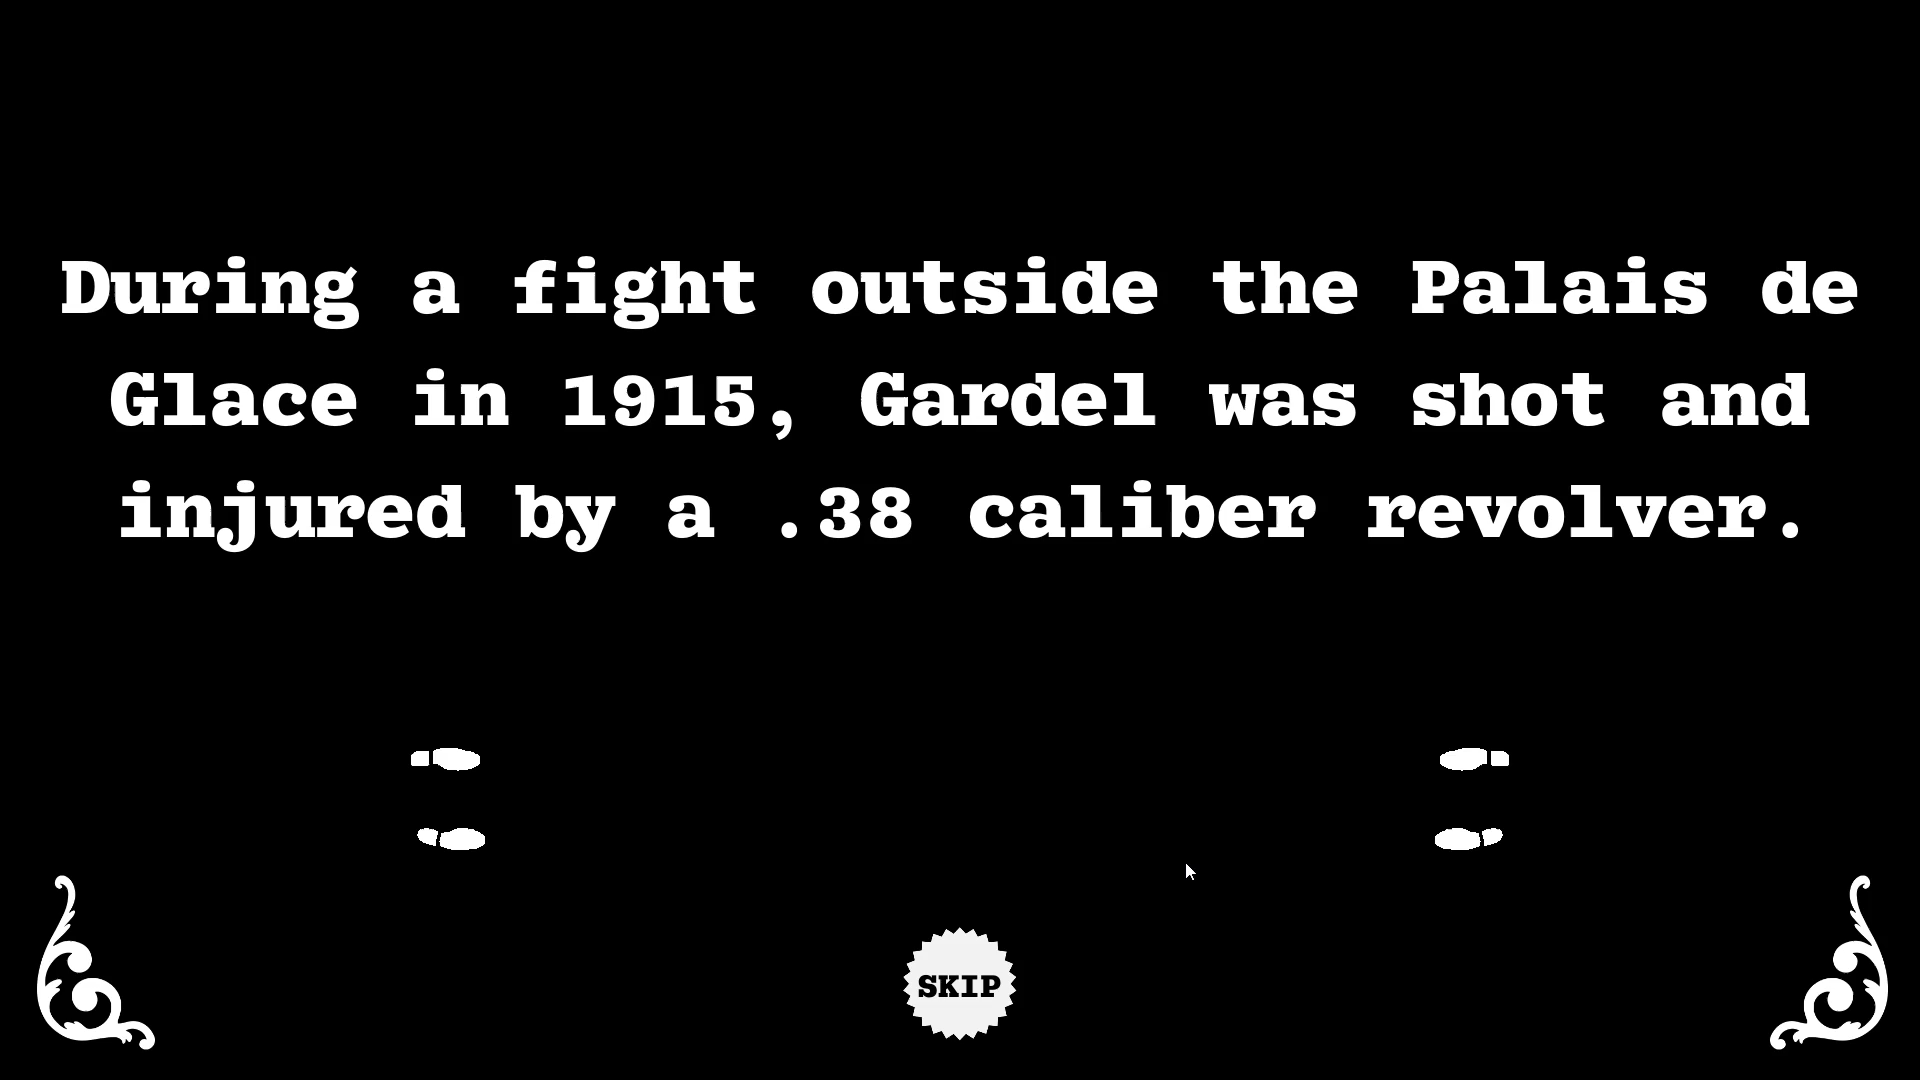 During a fight outside the Palais de
Glace in 1915, Gardel was shot and
injured by a .38 caliber revolver.
SKIP